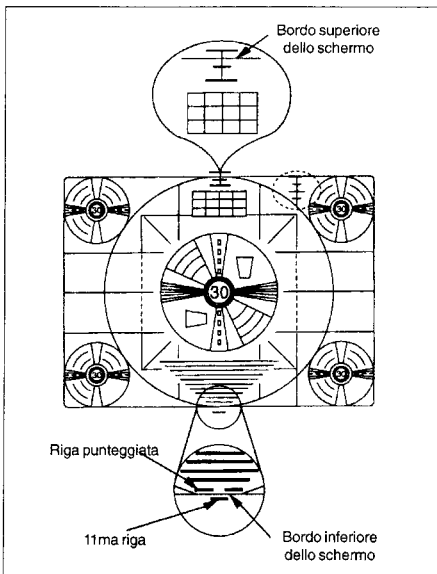 Bordo superiore
dello schermo
30
30
30
30
30
Riga punteggiata
11ma riga
Bordo inferiore
dello schermo